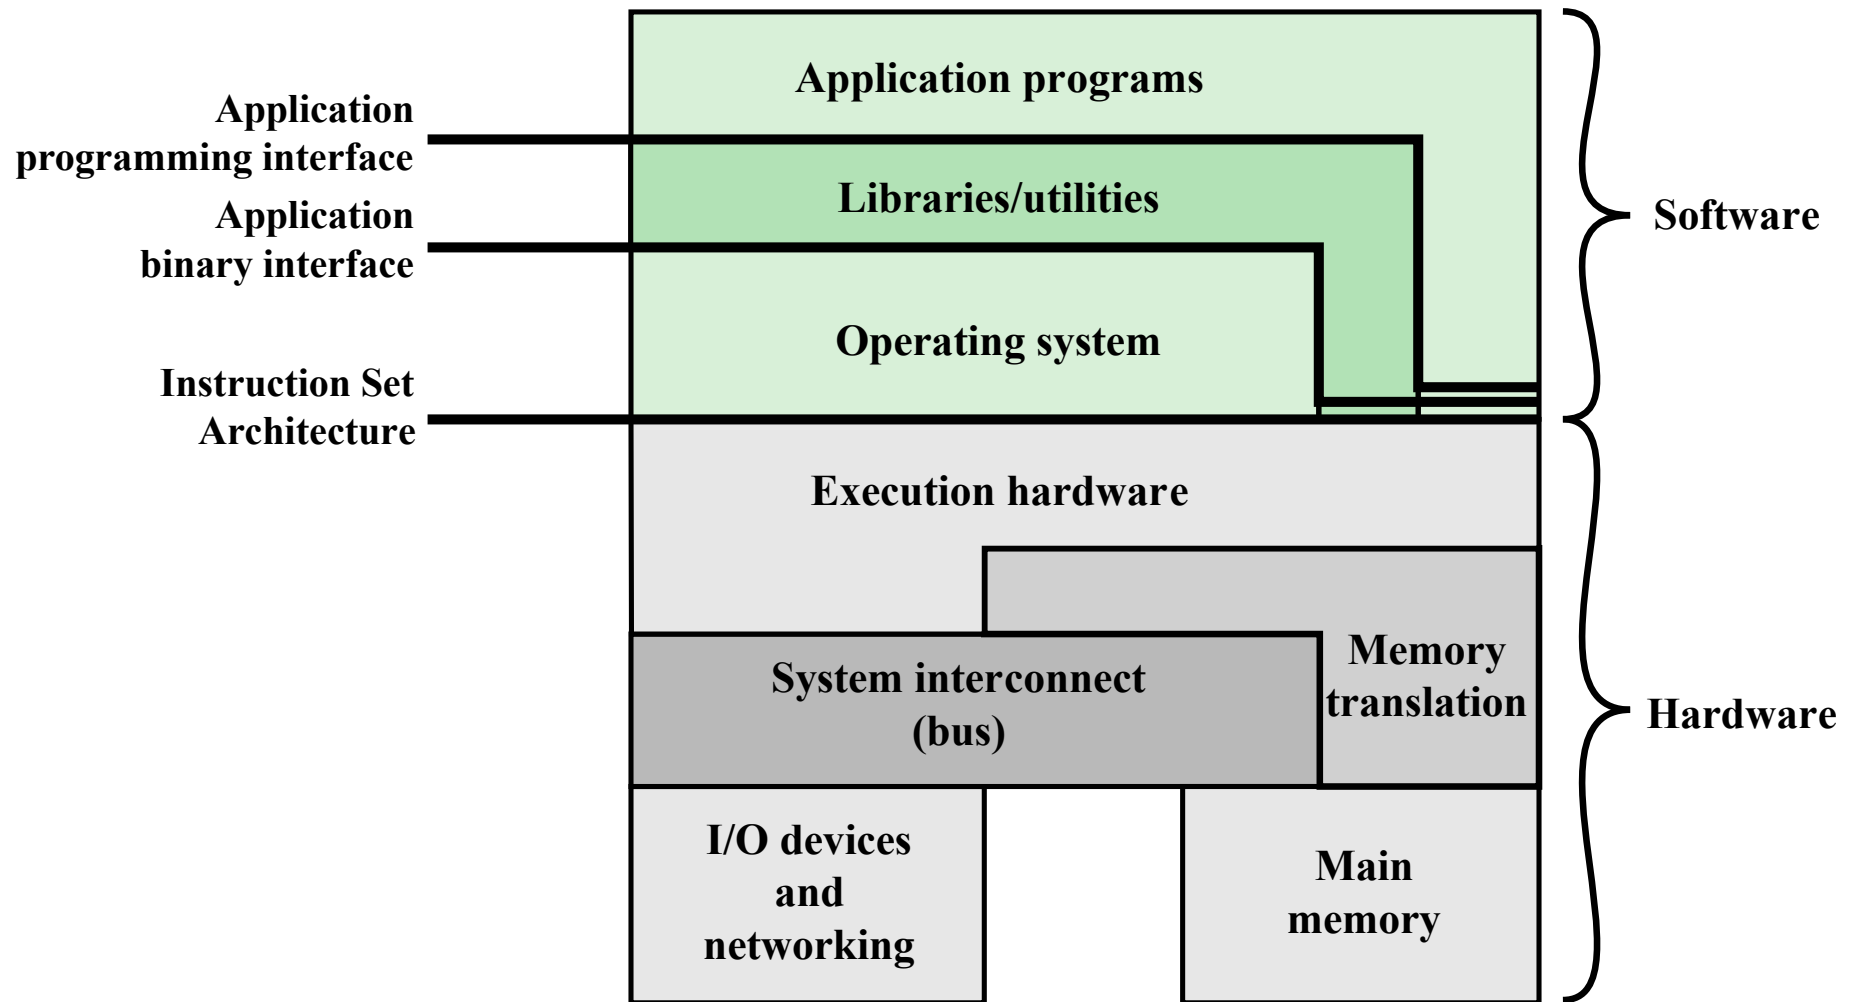 Application programs
Application
programming interface
Libraries/utilities
Application
binary interface
Software
Operating system
Instruction Set
Architecture
Execution hardware
Memory
translation
System interconnect
(bus)
Hardware
I/O devices
and
networking
Main
memory